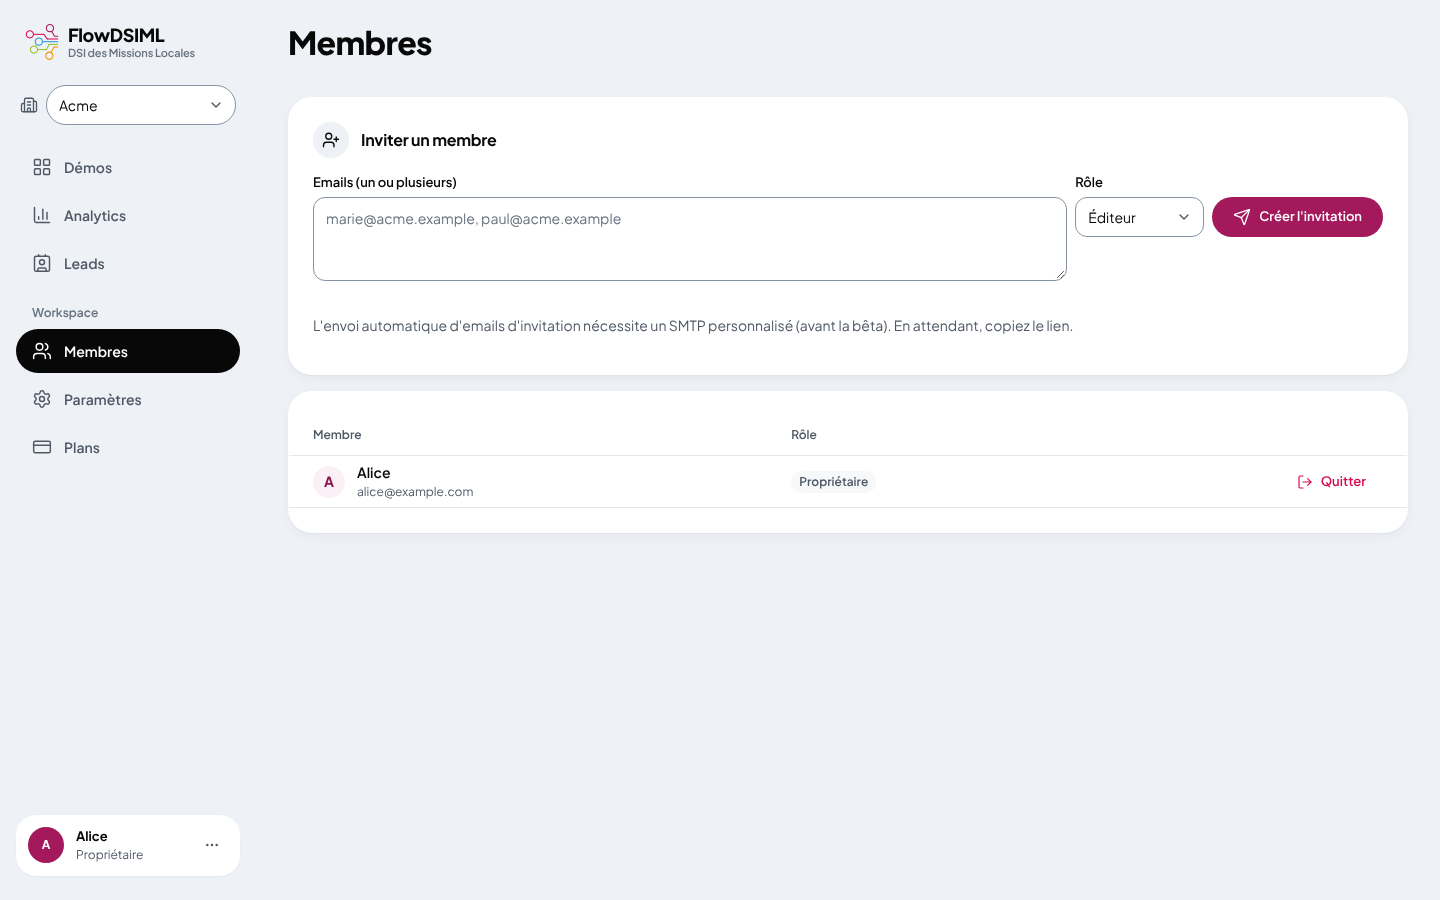 FlowDSIML
DSI des Missions Locales
Acme
Démos
Analytics
Leads
Workspace
Membres
Paramètres
Plans
A
Alice
Propriétaire
Membres
Inviter un membre
Emails (un ou plusieurs)
marie@acme.example, paul@acme.example
Rôle
Éditeur
Créer l'invitation
L'envoi automatique d'emails d'invitation nécessite un SMTP personnalisé (avant la bêta). En attendant, copiez le lien.
Membre
Rôle
A
Alice
alice@example.com
Propriétaire
Quitter